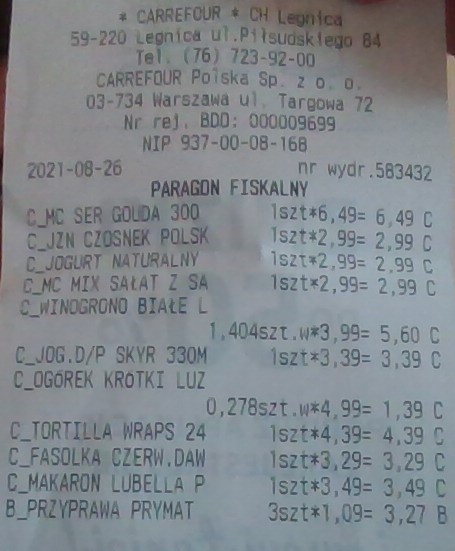 * CARREFOUR * CH Legnica
59-220 Legnica ul.Piłsudskiego 84
Tel. (76) 723-92-00
CARREFOUR Polska Sp. z o. o.
03-734 Warszawa ul. Targowa 72
Nr rej. BDO: 000009699
NIP 937-00-08-168
2021-08-26 nr wydr.583432
PARAGON FISKALNY
C_MC SER GOUDA 300 1szt*6,49= 6,49 C
C_JZN CZOSNEK POLSK 1szt*2,99= 2,99 C
C_JOGURT NATURALNY 1szt*2,99= 2,99 C
C_MC MIX SAŁAT Z SA 1szt*2,99= 2,99 C
C_WINOGRONO BIAŁE L
1,404szt.w*3,99= 5,60 C
C_JOG.D/P SKYR 330M 1szt*3,39= 3,39 C
C_OGÓREK KRÓTKI LUZ
0,278szt.w*4,99= 1,39 C
C_TORTILLA WRAPS 24 1szt*4,39= 4,39 C
C_FASOLKA CZERW.DAW 1szt*3,29= 3,29 C
C_MAKARON LUBELLA P 1szt*3,49= 3,49 C
B_PRZYPRAWA PRYMAT 3szt*1,09= 3,27 B